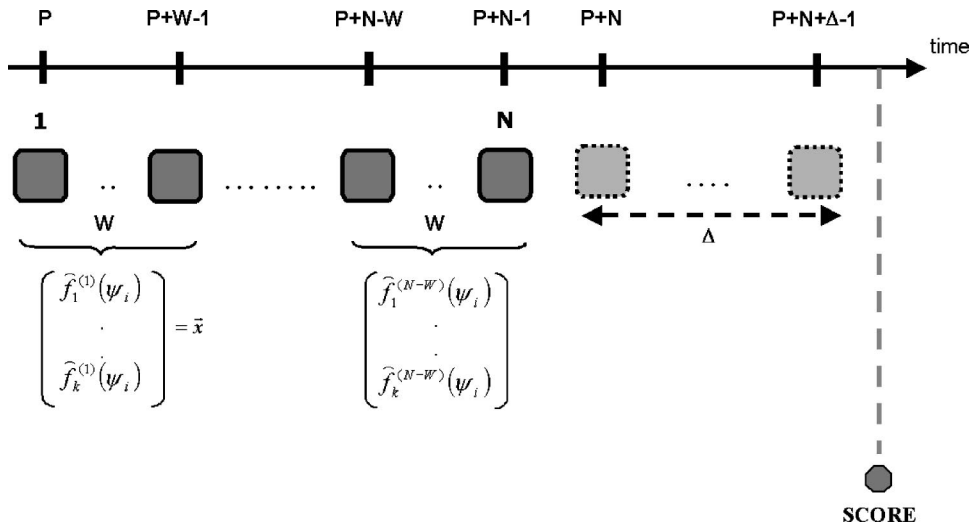 P P+W-1 P+N-W P+N-1 P+N P+N+Δ-1
time
1 N
.. ........ .. ....
W W Δ
f̂₁⁽¹⁾(ψᵢ) f̂₁⁽ᴺ⁻ᵂ⁾(ψᵢ)
. = x⃗ .
. .
f̂ₖ⁽¹⁾(ψᵢ) f̂ₖ⁽ᴺ⁻ᵂ⁾(ψᵢ)
SCORE